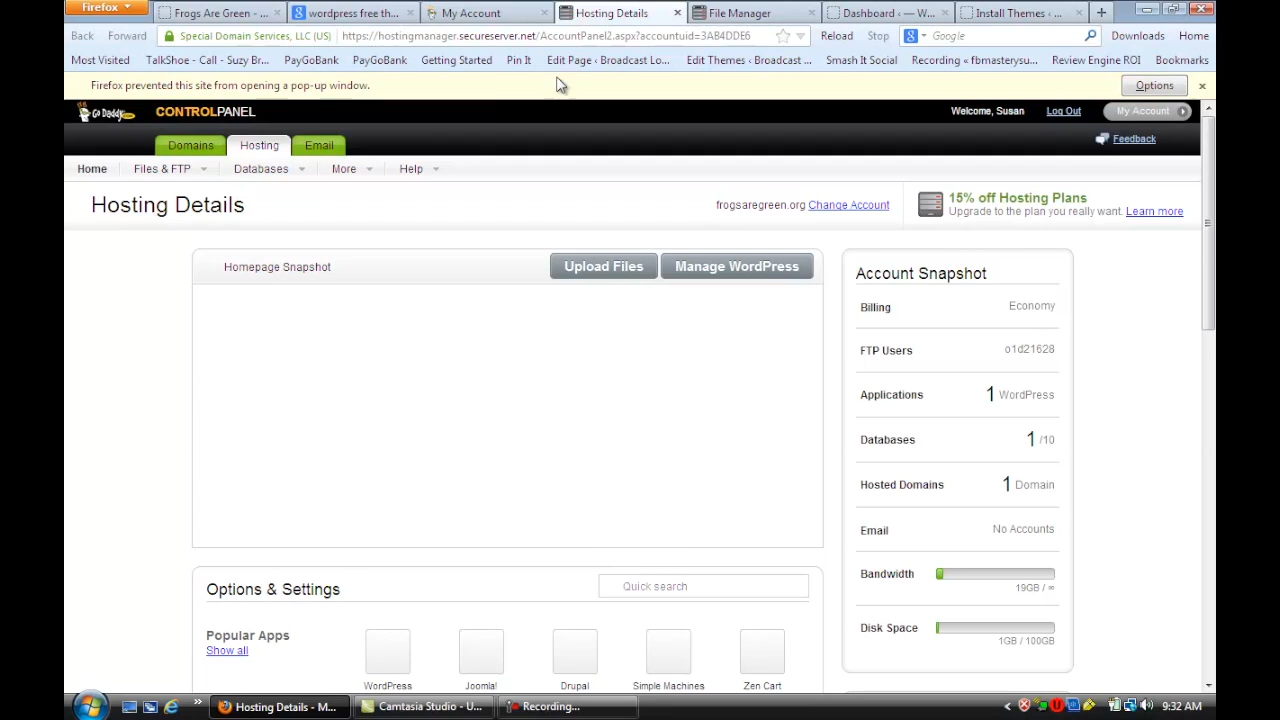 Firefox
Frogs Are Green - ...
wordpress free th...
My Account
Hosting Details
File Manager
Dashboard ‹ — W...
Install Themes ‹ ...
Back
Forward
Special Domain Services, LLC (US)
https://hostingmanager.secureserver.net/AccountPanel2.aspx?accountuid=3AB4DDE6
Google
Reload
Stop
Downloads
Home
Most Visited
TalkShoe - Call - Suzy Br...
PayGoBank
PayGoBank
Getting Started
Pin It
Edit Page ‹ Broadcast Lo...
Edit Themes ‹ Broadcast ...
Smash It Social
Recording « fbmasterysu...
Review Engine ROI
Bookmarks
Firefox prevented this site from opening a pop-up window.
Options
Go Daddy.com
CONTROLPANEL
Welcome, Susan
Log Out
My Account
Domains
Hosting
Email
Feedback
Home
Files & FTP
Databases
More
Help
Hosting Details
frogsaregreen.org Change Account
15% off Hosting Plans
Upgrade to the plan you really want. Learn more
Homepage Snapshot
Upload Files
Manage WordPress
Account Snapshot
Billing
Economy
FTP Users
o1d21628
Applications
1 WordPress
Databases
1 /10
Hosted Domains
1 Domain
Email
No Accounts
Bandwidth
19GB / ∞
Disk Space
1GB / 100GB
Options & Settings
Quick search
Popular Apps
Show all
WordPress
Joomla!
Drupal
Simple Machines
Zen Cart
Hosting Details - M...
Camtasia Studio - U...
Recording...
9:32 AM